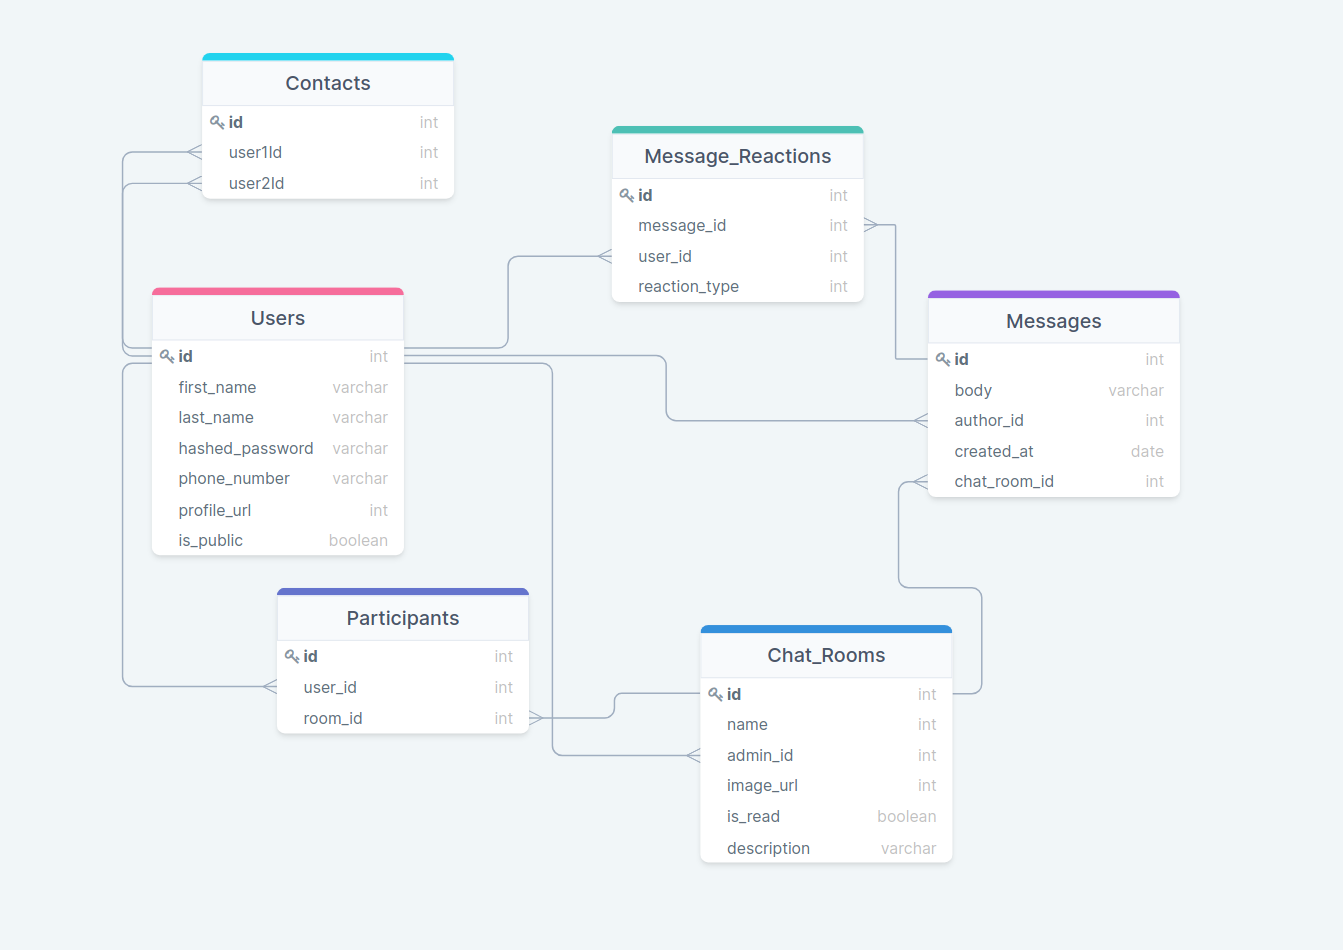 Contacts
id int
user1Id int
user2Id int
Message_Reactions
id int
message_id int
user_id int
reaction_type int
Users
id int
first_name varchar
last_name varchar
hashed_password varchar
phone_number varchar
profile_url int
is_public boolean
Messages
id int
body varchar
author_id int
created_at date
chat_room_id int
Participants
id int
user_id int
room_id int
Chat_Rooms
id int
name int
admin_id int
image_url int
is_read boolean
description varchar